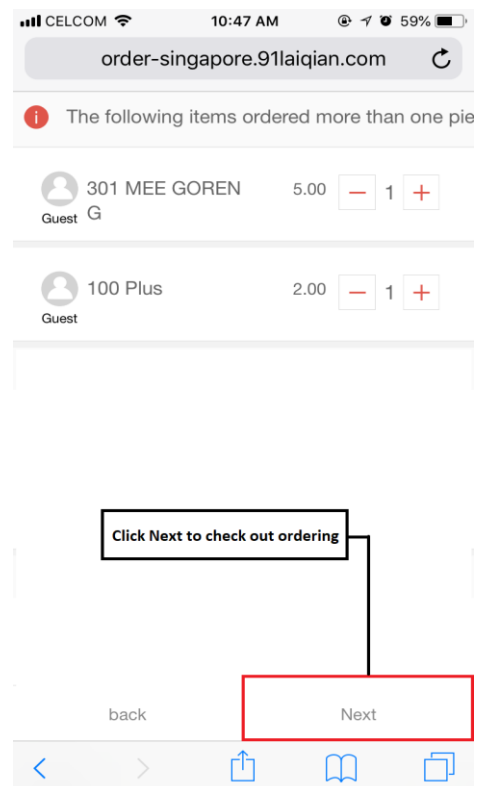 CELCOM 10:47 AM 59%
order-singapore.91laiqian.com
The following items ordered more than one pie
301 MEE GOREN 5.00 — 1 +
G
Guest
100 Plus 2.00 — 1 +
Guest
Click Next to check out ordering
back Next